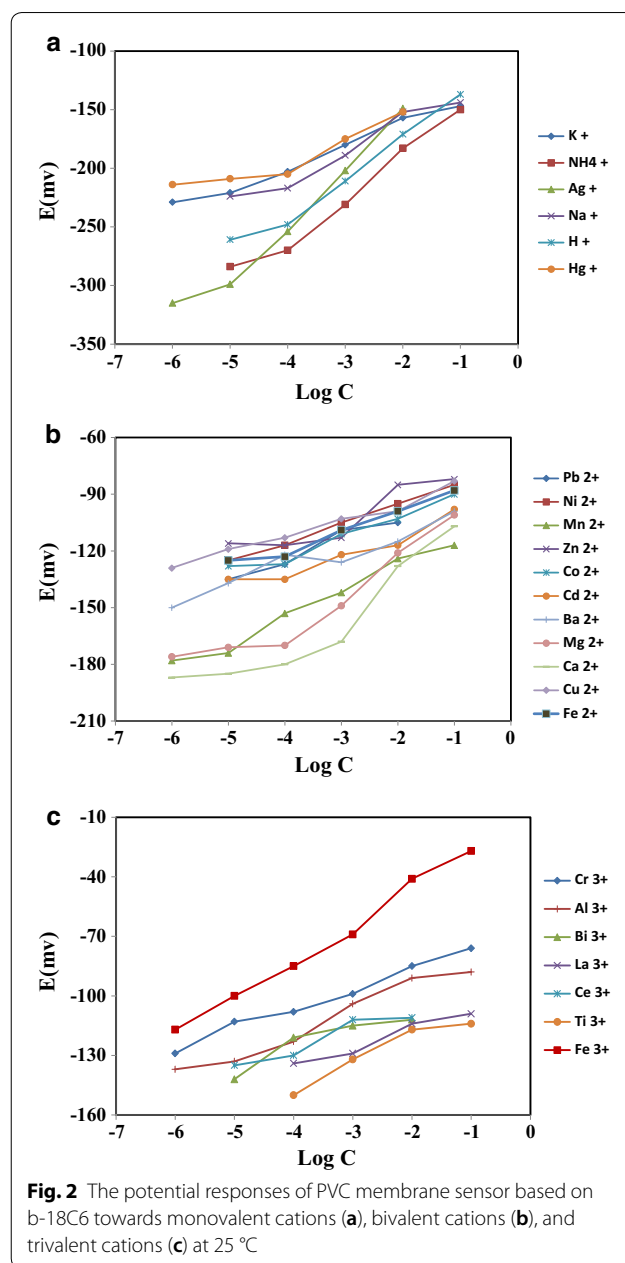 a
-100
-150
-200
-250
-300
-350
E(mv)
-7 -6 -5 -4 -3 -2 -1 0
Log C
K +
NH4 +
Ag +
Na +
H +
Hg +
b
-60
-90
-120
-150
-180
-210
E(mv)
-7 -6 -5 -4 -3 -2 -1 0
Log C
Pb 2+
Ni 2+
Mn 2+
Zn 2+
Co 2+
Cd 2+
Ba 2+
Mg 2+
Ca 2+
Cu 2+
Fe 2+
c
-10
-40
-70
-100
-130
-160
E(mv)
-7 -6 -5 -4 -3 -2 -1 0
Log C
Cr 3+
Al 3+
Bi 3+
La 3+
Ce 3+
Ti 3+
Fe 3+
Fig. 2 The potential responses of PVC membrane sensor based on
b-18C6 towards monovalent cations (a), bivalent cations (b), and
trivalent cations (c) at 25 °C